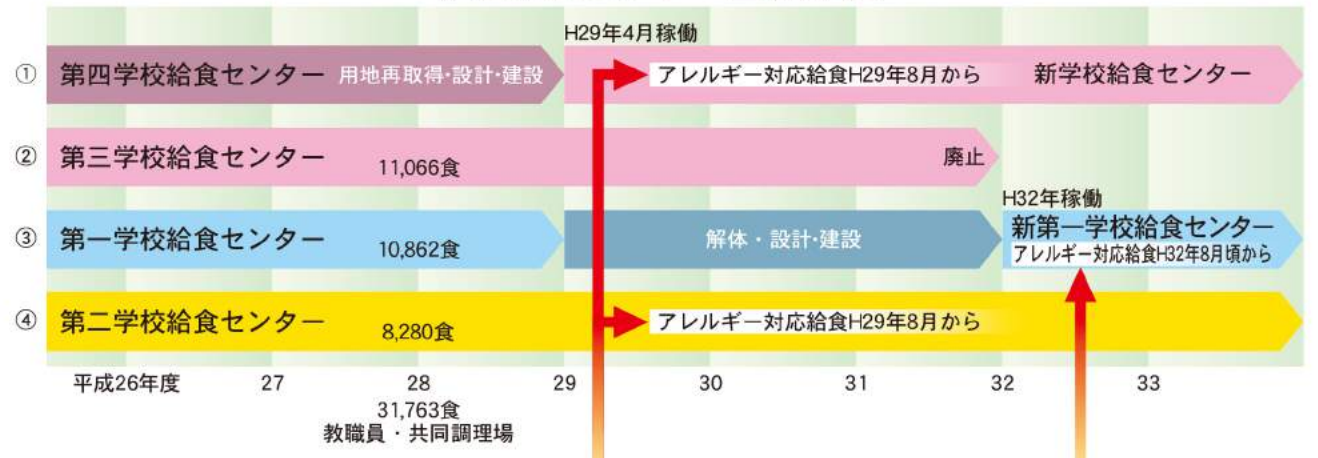 H29年4月稼働
① 第四学校給食センター 用地再取得・設計・建設 アレルギー対応給食H29年8月から 新学校給食センター
② 第三学校給食センター 11,066食 廃止
H32年稼働
③ 第一学校給食センター 10,862食 解体・設計・建設 新第一学校給食センター
アレルギー対応給食H32年8月頃から
④ 第二学校給食センター 8,280食 アレルギー対応給食H29年8月から
平成26年度 27 28 29 30 31 32 33
31,763食
教職員・共同調理場